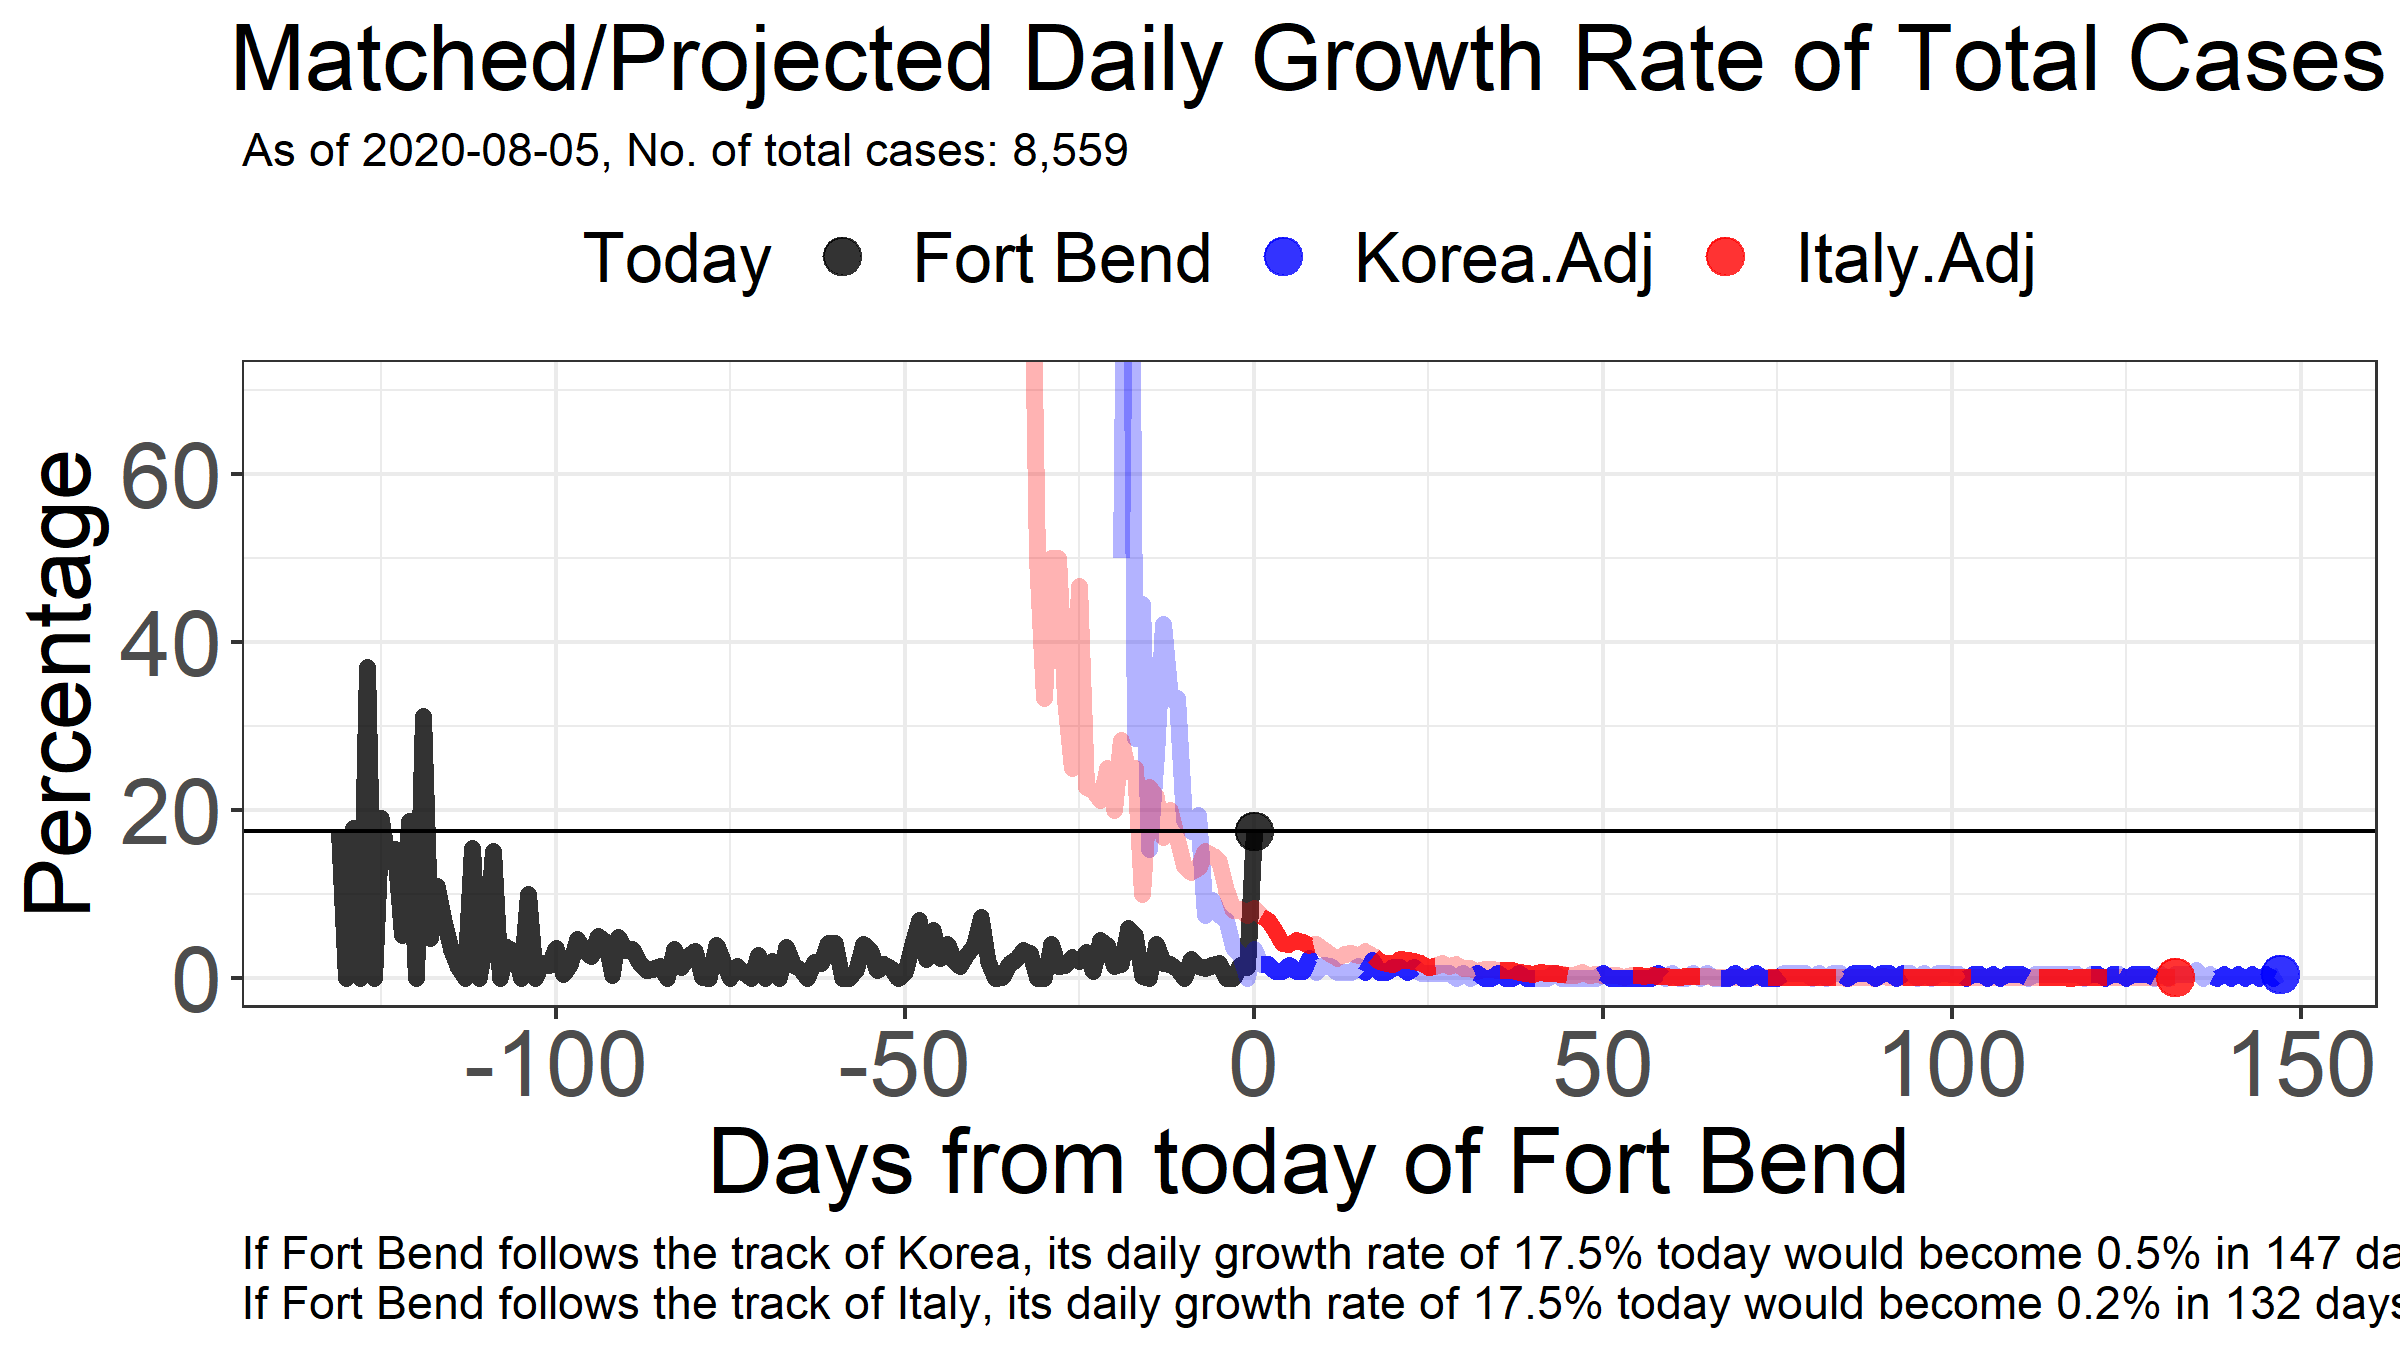 Matched/Projected Daily Growth Rate of Total Cases
As of 2020-08-05, No. of total cases: 8,559
Today Fort Bend Korea.Adj Italy.Adj
Percentage
60
40
20
0
-100 -50 0 50 100 150
Days from today of Fort Bend
If Fort Bend follows the track of Korea, its daily growth rate of 17.5% today would become 0.5% in 147 da
If Fort Bend follows the track of Italy, its daily growth rate of 17.5% today would become 0.2% in 132 days